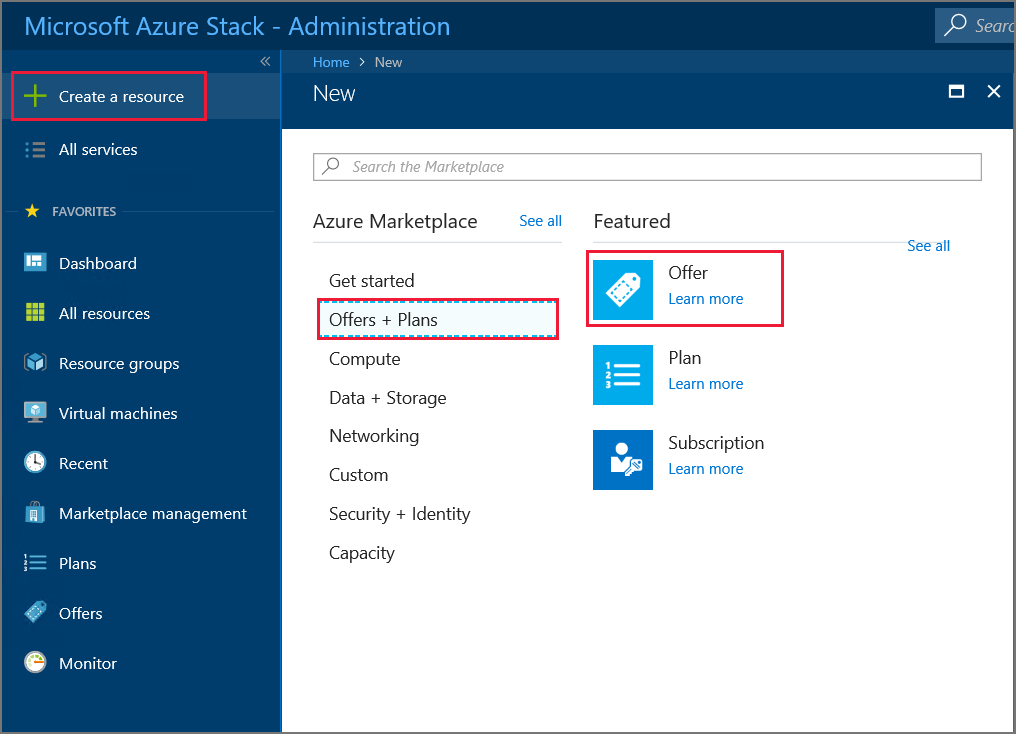 Microsoft Azure Stack - Administration
Create a resource
All services
FAVORITES
Dashboard
All resources
Resource groups
Virtual machines
Recent
Marketplace management
Plans
Offers
Monitor
Home > New
New
Search the Marketplace
Azure Marketplace See all
Get started
Offers + Plans
Compute
Data + Storage
Networking
Custom
Security + Identity
Capacity
Featured
See all
Offer
Learn more
Plan
Learn more
Subscription
Learn more